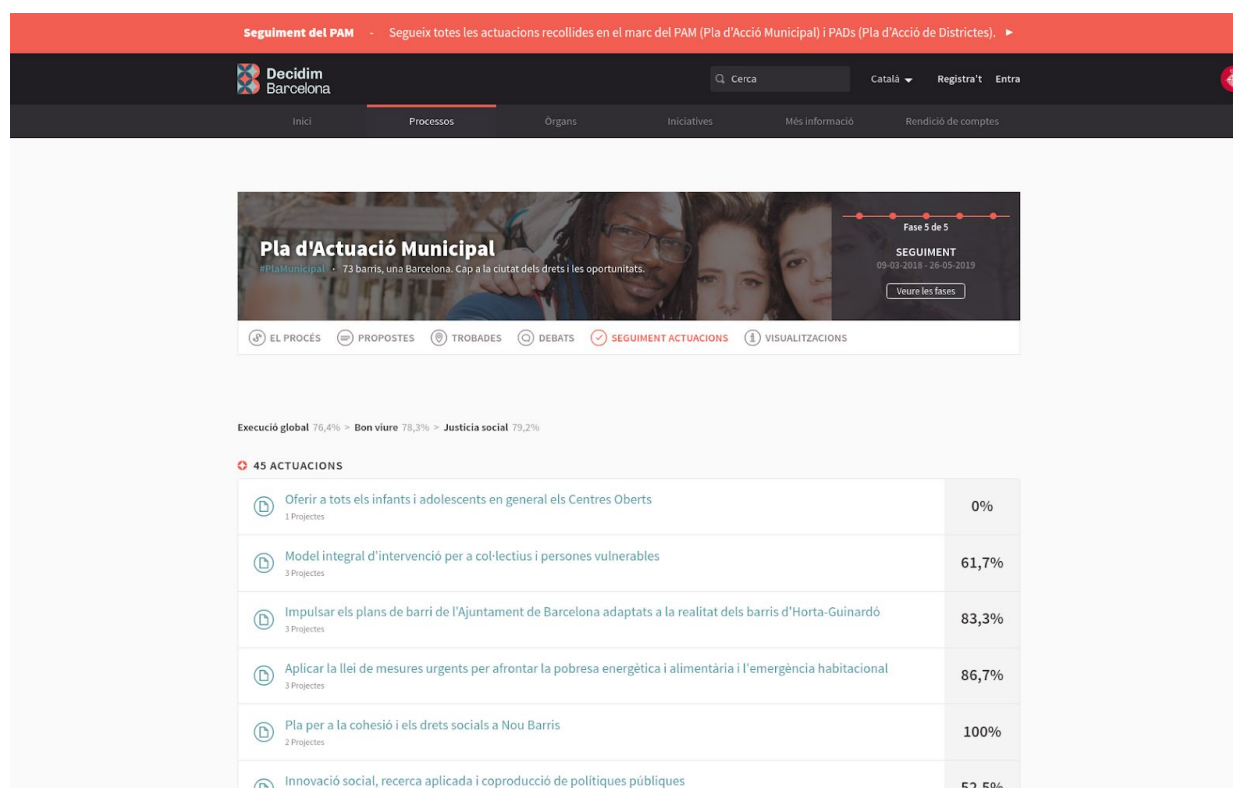 Seguiment del PAM - Segueix totes les actuacions recollides en el marc del PAM (Pla d'Acció Municipal) i PADs (Pla d'Acció de Districtes). ►
Decidim
Barcelona
Cerca
Català
Registra't
Entra
Inici
Processos
Òrgans
Iniciatives
Més informació
Rendició de comptes
Pla d'Actuació Municipal
#PlaMunicipal · 73 barris, una Barcelona. Cap a la ciutat dels drets i les oportunitats.
Fase 5 de 5
SEGUIMENT
09-03-2018 - 26-05-2019
Veure les fases
EL PROCÉS
PROPOSTES
TROBADES
DEBATS
SEGUIMENT ACTUACIONS
VISUALITZACIONS
Execució global 76,4% > Bon viure 78,3% > Justícia social 79,2%
45 ACTUACIONS
Oferir a tots els infants i adolescents en general els Centres Oberts
1 Projectes
0%
Model integral d'intervenció per a col·lectius i persones vulnerables
3 Projectes
61,7%
Impulsar els plans de barri de l'Ajuntament de Barcelona adaptats a la realitat dels barris d'Horta-Guinardó
3 Projectes
83,3%
Aplicar la llei de mesures urgents per afrontar la pobresa energètica i alimentària i l'emergència habitacional
3 Projectes
86,7%
Pla per a la cohesió i els drets socials a Nou Barris
2 Projectes
100%
Innovació social, recerca aplicada i coproducció de polítiques públiques
52,5%